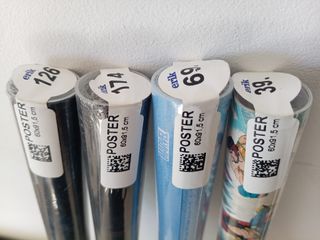 erik
126
POSTER
60x91,5 cm
erik
174
POSTER
60x91,5 cm
erik
69
POSTER
60x91,5 cm
erik
39.
POSTER
60x91,5 cm